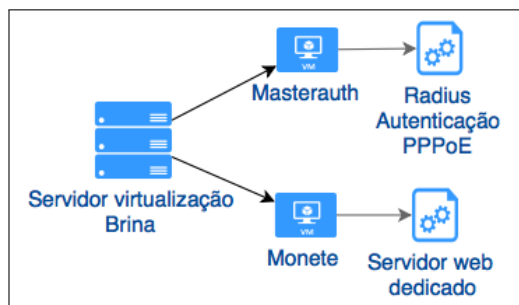 VM
Masterauth
Radius
Autenticação
PPPoE
Servidor virtualização
Brina
VM
Monete
Servidor web
dedicado